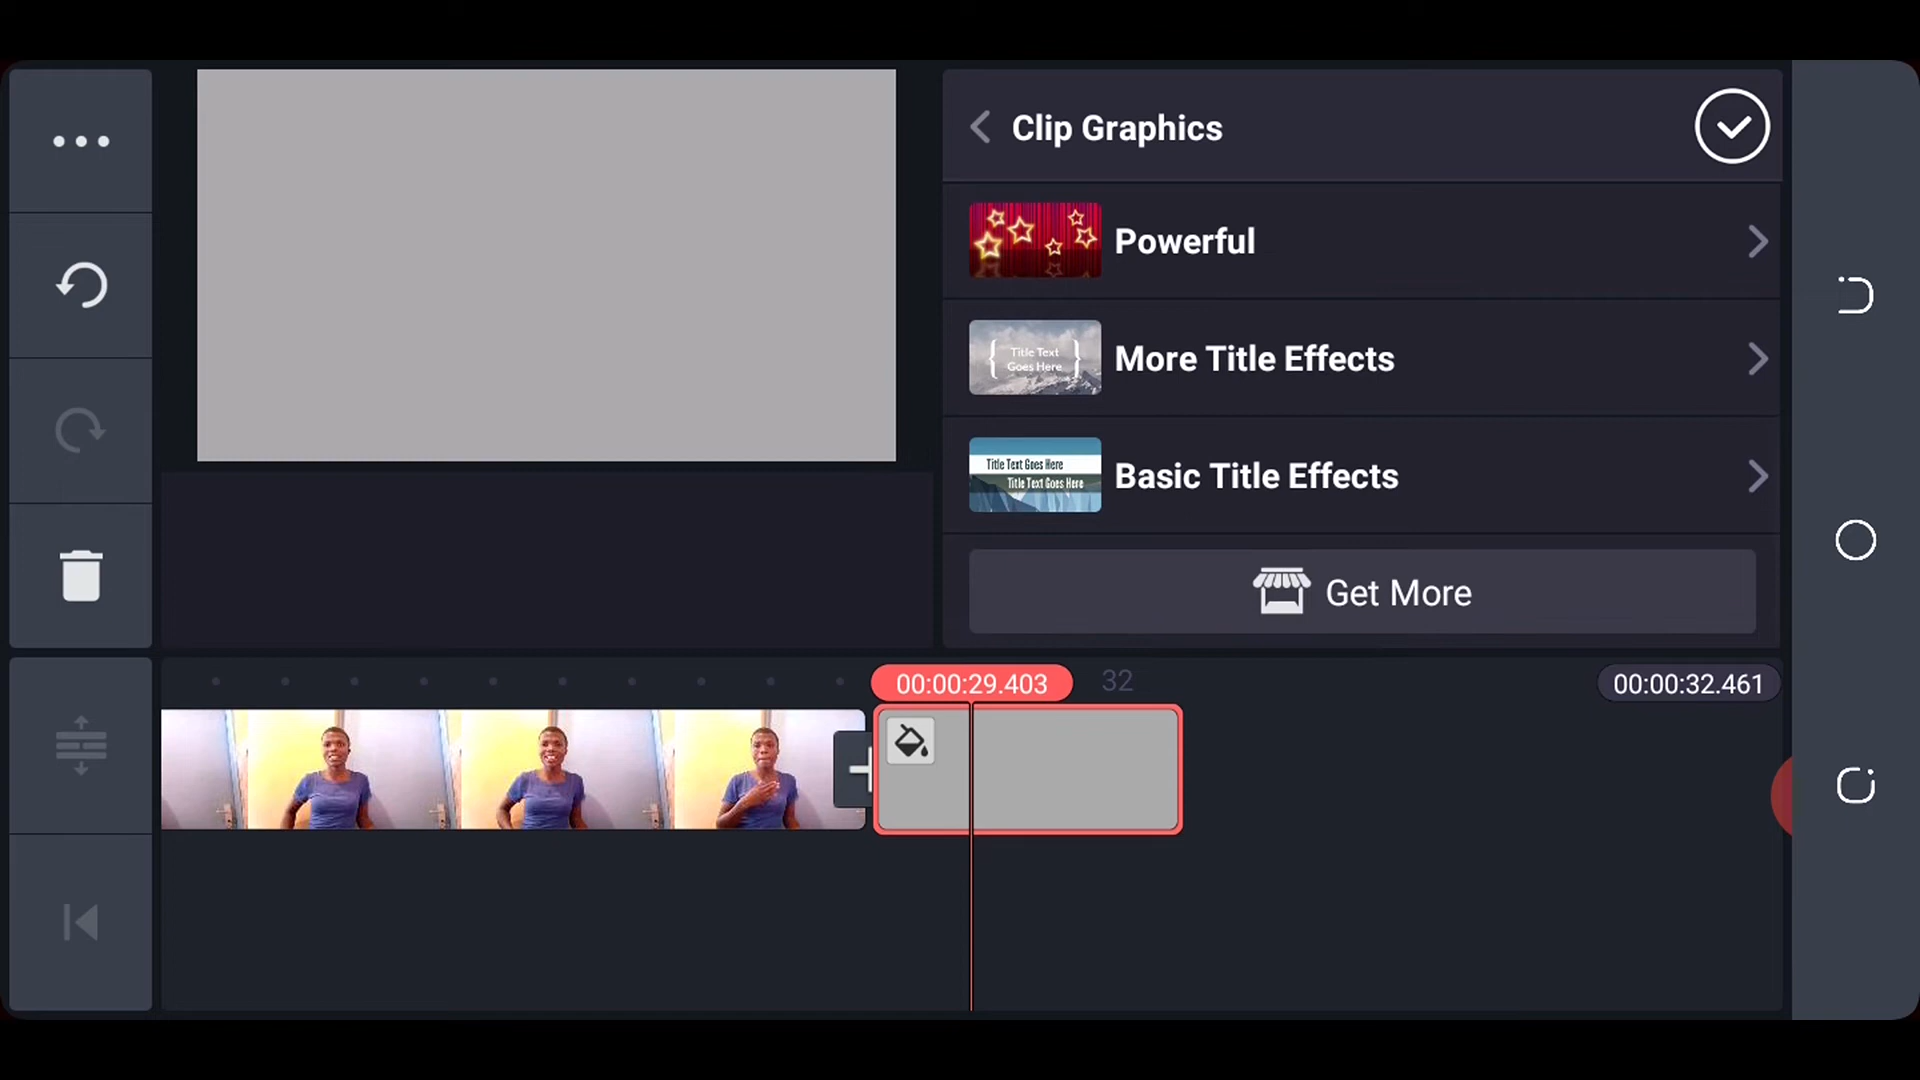 Clip Graphics
Powerful
Title Text
Goes Here
More Title Effects
Title Text Goes Here
Title Text Goes Here
Basic Title Effects
Get More
00:00:29.403
32
00:00:32.461